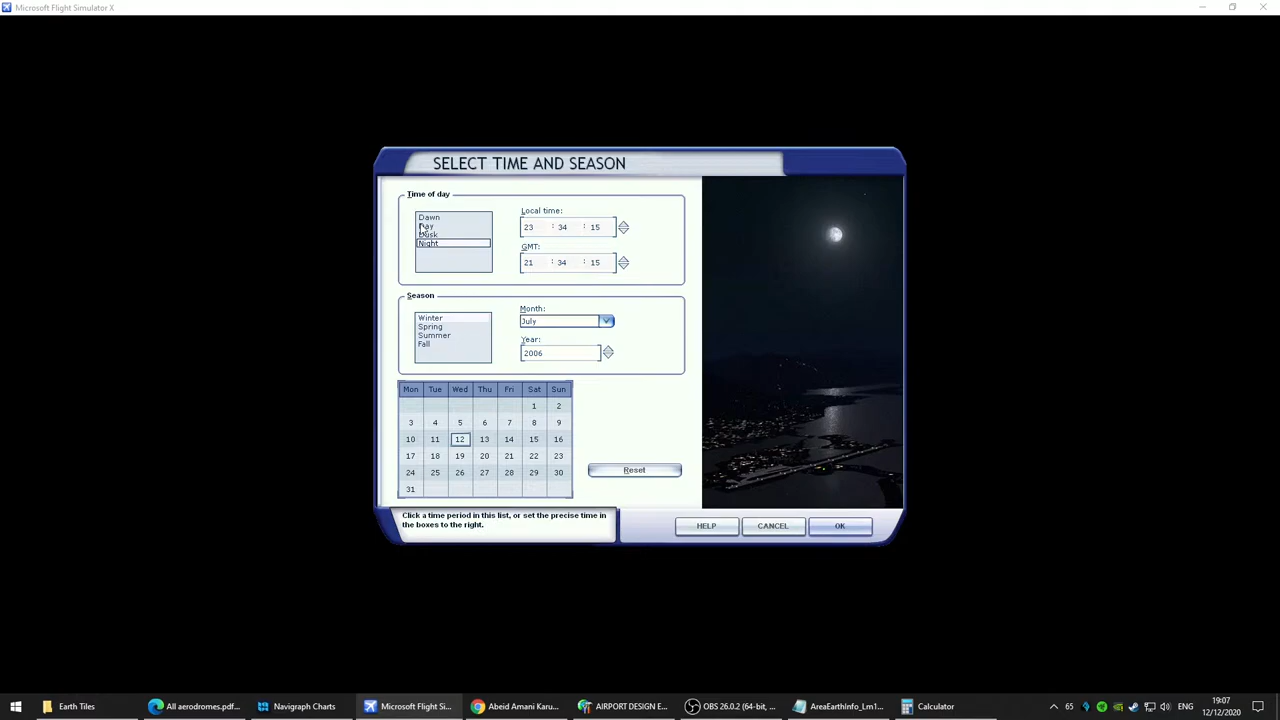 Microsoft Flight Simulator X
SELECT TIME AND SEASON
Time of day
Dawn
Day
Dusk
Night
Local time:
23 : 34 : 15
GMT:
21 : 34 : 15
Season
Winter
Spring
Summer
Fall
Month:
July
Year:
2006
Mon Tue Wed Thu Fri Sat Sun
1 2
3 4 5 6 7 8 9
10 11 12 13 14 15 16
17 18 19 20 21 22 23
24 25 26 27 28 29 30
31
Reset
Click a time period in this list, or set the precise time in
the boxes to the right.
HELP CANCEL OK
Earth Tiles
All aerodromes.pdf...
Navigraph Charts
Microsoft Flight Si...
Abeid Amani Karu...
AIRPORT DESIGN E...
OBS 26.0.2 (64-bit, ...
AreaEarthInfo_Lm1...
Calculator
65
ENG
19:07
12/12/2020